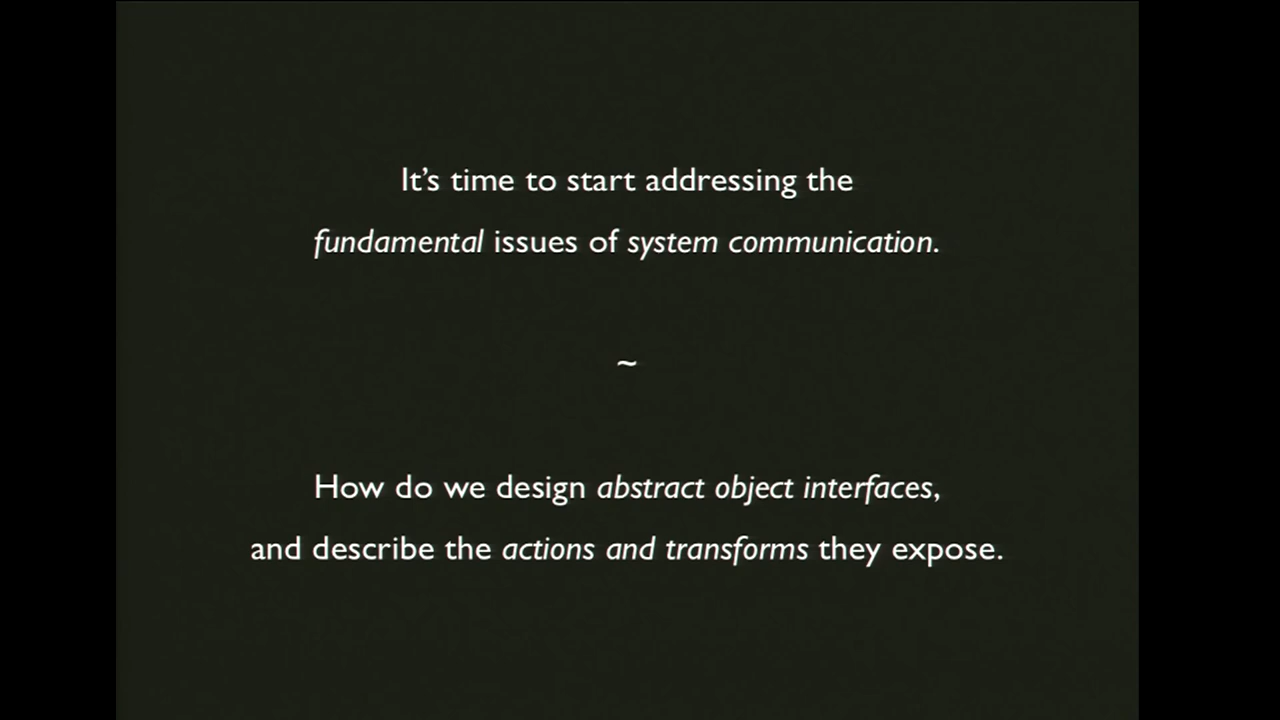 It’s time to start addressing the
fundamental issues of system communication.
~
How do we design abstract object interfaces,
and describe the actions and transforms they expose.